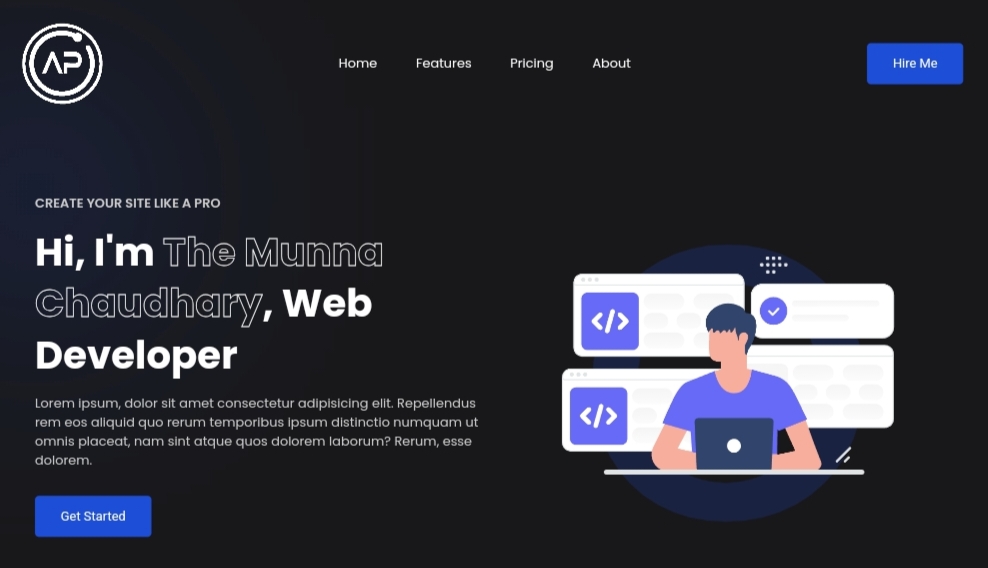 AP
Home Features Pricing About
Hire Me
CREATE YOUR SITE LIKE A PRO
Hi, I'm The Munna
Chaudhary, Web
Developer
Lorem ipsum, dolor sit amet consectetur adipisicing elit. Repellendus
rem eos aliquid quo rerum temporibus ipsum distinctio numquam ut
omnis placeat, nam sint atque quos dolorem laborum? Rerum, esse
dolorem.
Get Started
</>
</>